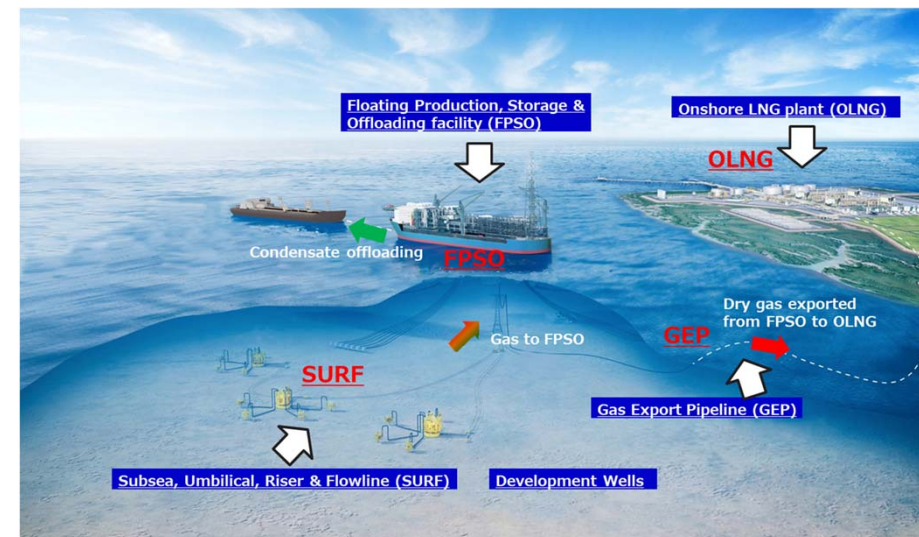 Floating Production, Storage &
Offloading facility (FPSO)
Onshore LNG plant (OLNG)
OLNG
Condensate offloading
FPSO
Dry gas exported
from FPSO to OLNG
GEP
Gas to FPSO
SURF
Gas Export Pipeline (GEP)
Subsea, Umbilical, Riser & Flowline (SURF)
Development Wells